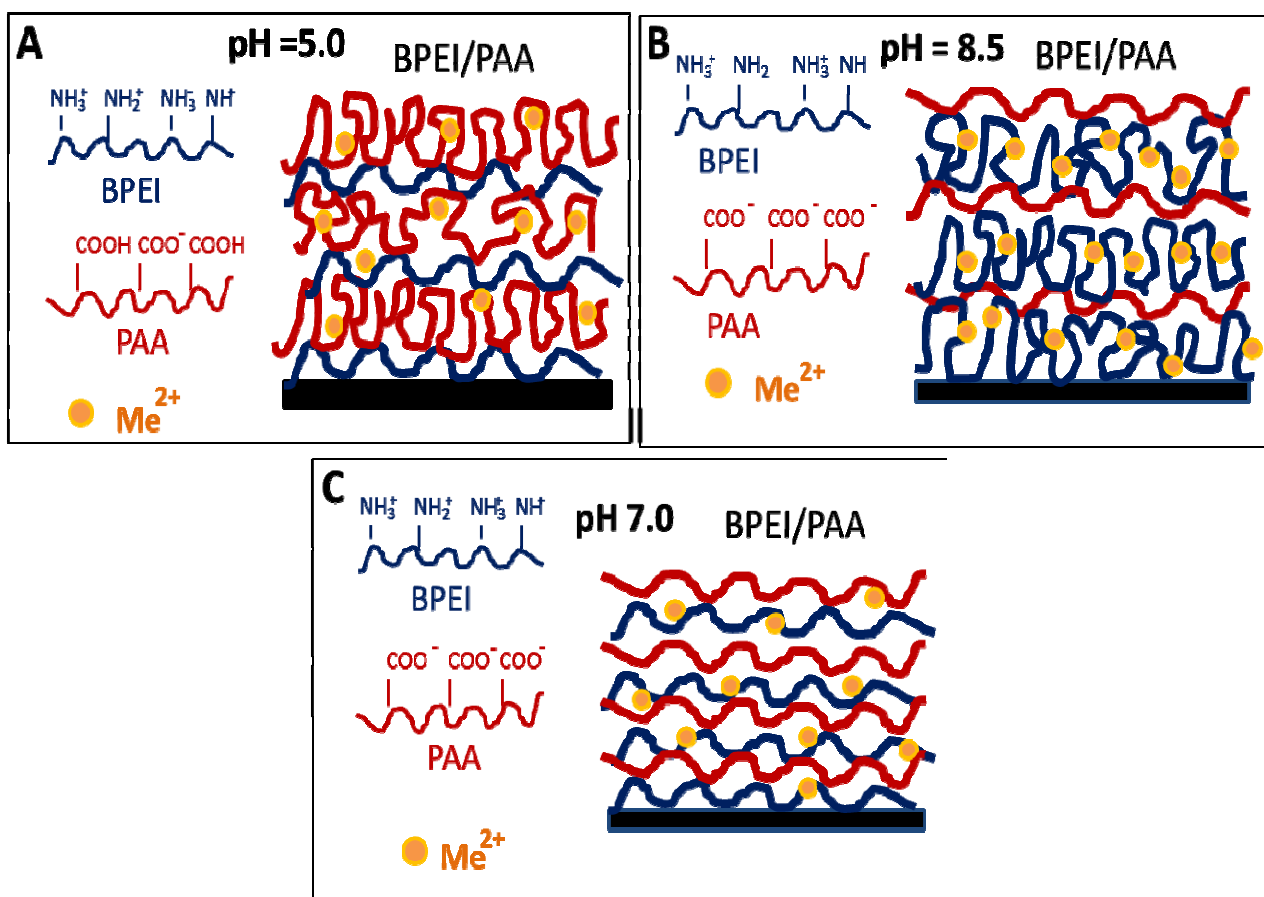 A
pH =5.0
BPEI/PAA
NH₃⁺ NH₂⁺ NH₃⁺ NH⁺
BPEI
COOH COO⁻ COOH
PAA
Me²⁺
B
pH = 8.5
BPEI/PAA
NH₃⁺ NH₂ NH₃⁺ NH
BPEI
COO⁻ COO⁻ COO⁻
PAA
Me²⁺
C
pH 7.0
BPEI/PAA
NH₃⁺ NH₂⁺ NH₃⁺ NH⁺
BPEI
COO⁻ COO⁻ COO⁻
PAA
Me²⁺